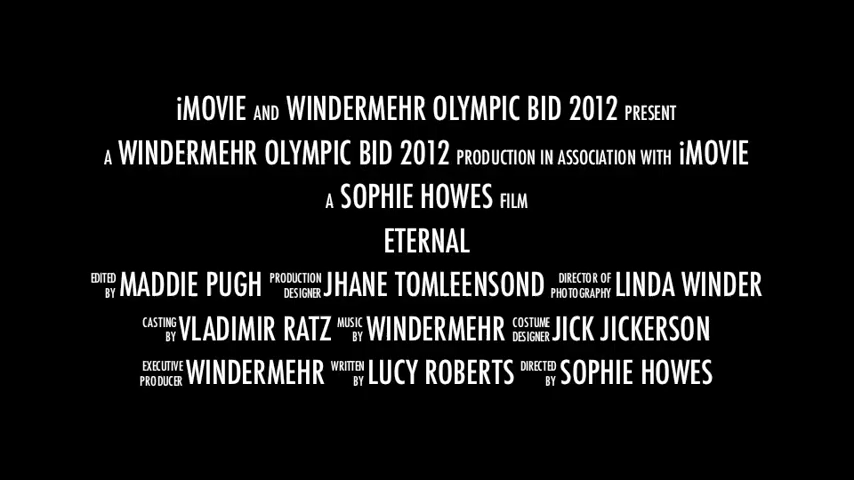 iMOVIE AND WINDERMEHR OLYMPIC BID 2012 PRESENT
A WINDERMEHR OLYMPIC BID 2012 PRODUCTION IN ASSOCIATION WITH iMOVIE
A SOPHIE HOWES FILM
ETERNAL
EDITED BY MADDIE PUGH PRODUCTION DESIGNER JHANE TOMLEENSOND DIRECTOR OF PHOTOGRAPHY LINDA WINDER
CASTING BY VLADIMIR RATZ MUSIC BY WINDERMEHR COSTUME DESIGNER JICK JICKERSON
EXECUTIVE PRODUCER WINDERMEHR WRITTEN BY LUCY ROBERTS DIRECTED BY SOPHIE HOWES